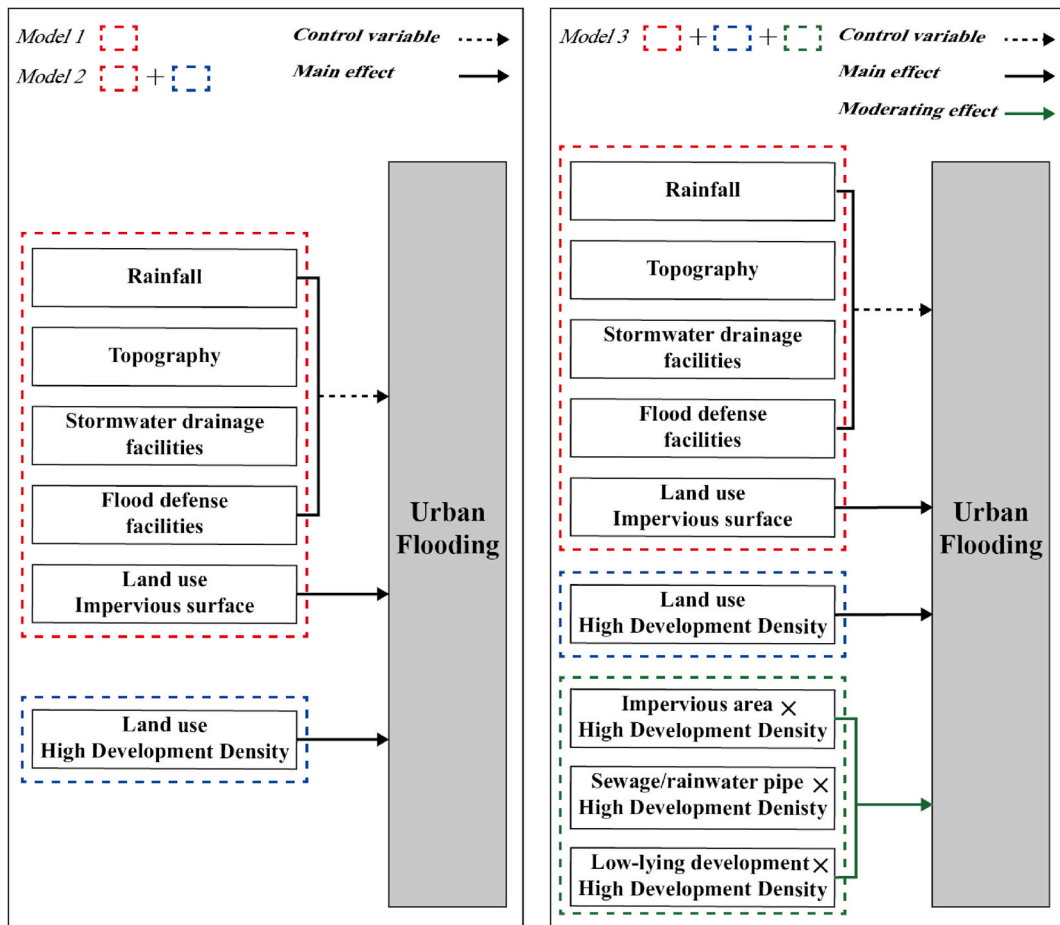 Model 1
Model 2 +
Control variable
Main effect
Rainfall
Topography
Stormwater drainage
facilities
Flood defense
facilities
Land use
Impervious surface
Land use
High Development Density
Urban
Flooding
Model 3 + +
Control variable
Main effect
Moderating effect
Rainfall
Topography
Stormwater drainage
facilities
Flood defense
facilities
Land use
Impervious surface
Land use
High Development Density
Impervious area ×
High Development Density
Sewage/rainwater pipe ×
High Development Denisty
Low-lying development ×
High Development Density
Urban
Flooding